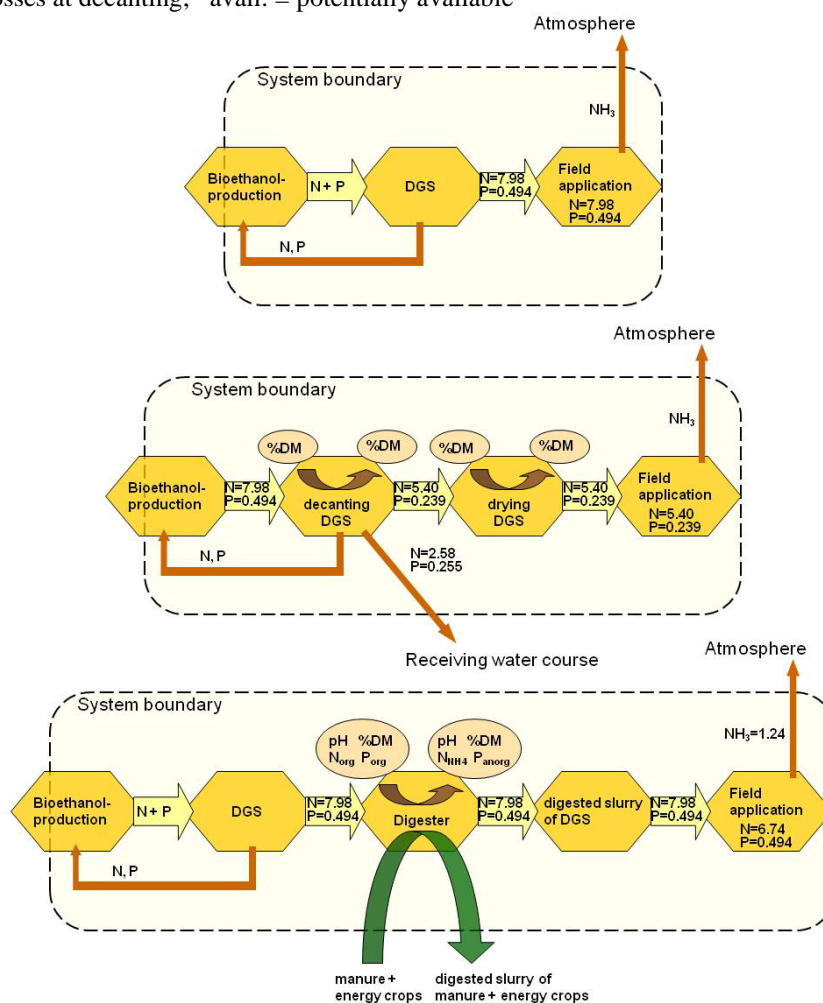 osses at decanting; avail. = potentially available
Atmosphere
System boundary
NH3
Bioethanol-
production
N + P
DGS
N=7.98
P=0.494
Field
application
N=7.98
P=0.494
N, P
Atmosphere
System boundary
NH3
%DM
%DM
%DM
%DM
Bioethanol-
production
N=7.98
P=0.494
decanting
DGS
N=5.40
P=0.239
drying
DGS
N=5.40
P=0.239
Field
application
N=5.40
P=0.239
N, P
N=2.58
P=0.255
Receiving water course
Atmosphere
System boundary
NH3=1.24
pH %DM
Norg Porg
pH %DM
NNH4 Panorg
Bioethanol-
production
N + P
DGS
N=7.98
P=0.494
Digester
N=7.98
P=0.494
digested slurry
of DGS
N=7.98
P=0.494
Field
application
N=6.74
P=0.494
N, P
manure +
energy crops
digested slurry of
manure + energy crops